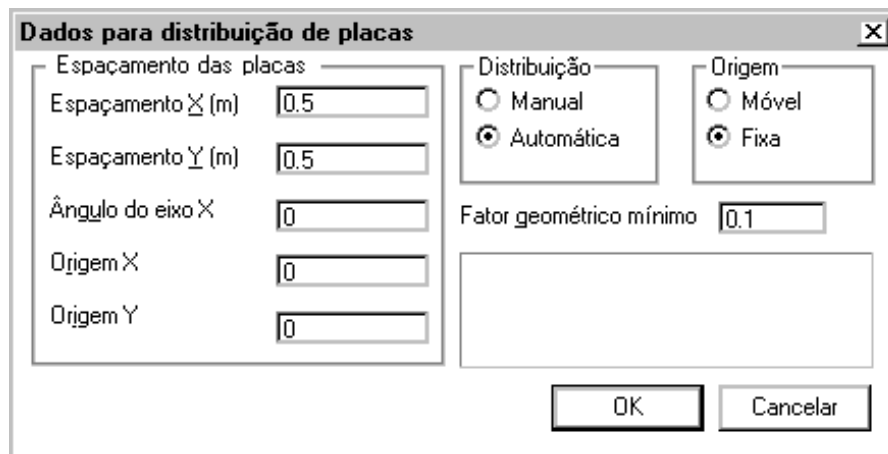 Dados para distribuição de placas
Espaçamento das placas
Espaçamento X (m) 0.5
Espaçamento Y (m) 0.5
Ângulo do eixo X 0
Origem X 0
Origem Y 0
Distribuição
Manual
Automática
Origem
Móvel
Fixa
Fator geométrico mínimo 0.1
OK Cancelar